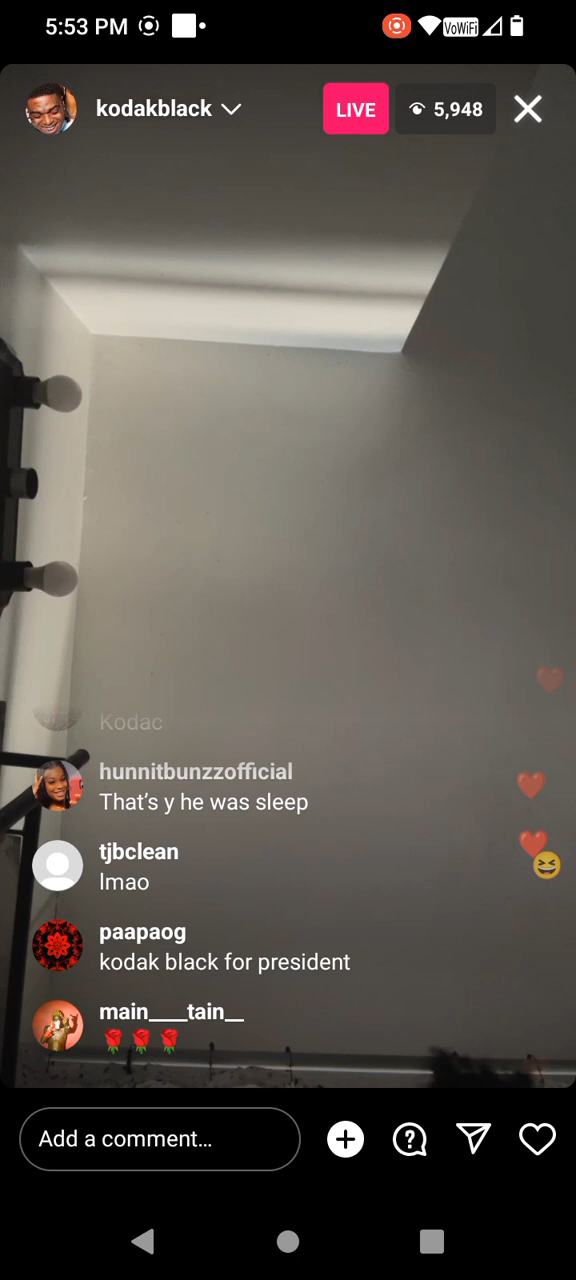 5:53 PM
VoWiFi
kodakblack
LIVE
5,948
Kodac
hunnitbunzzofficial
That’s y he was sleep
tjbclean
lmao
paapaog
kodak black for president
main____tain__
🌹🌹🌹
Add a comment…